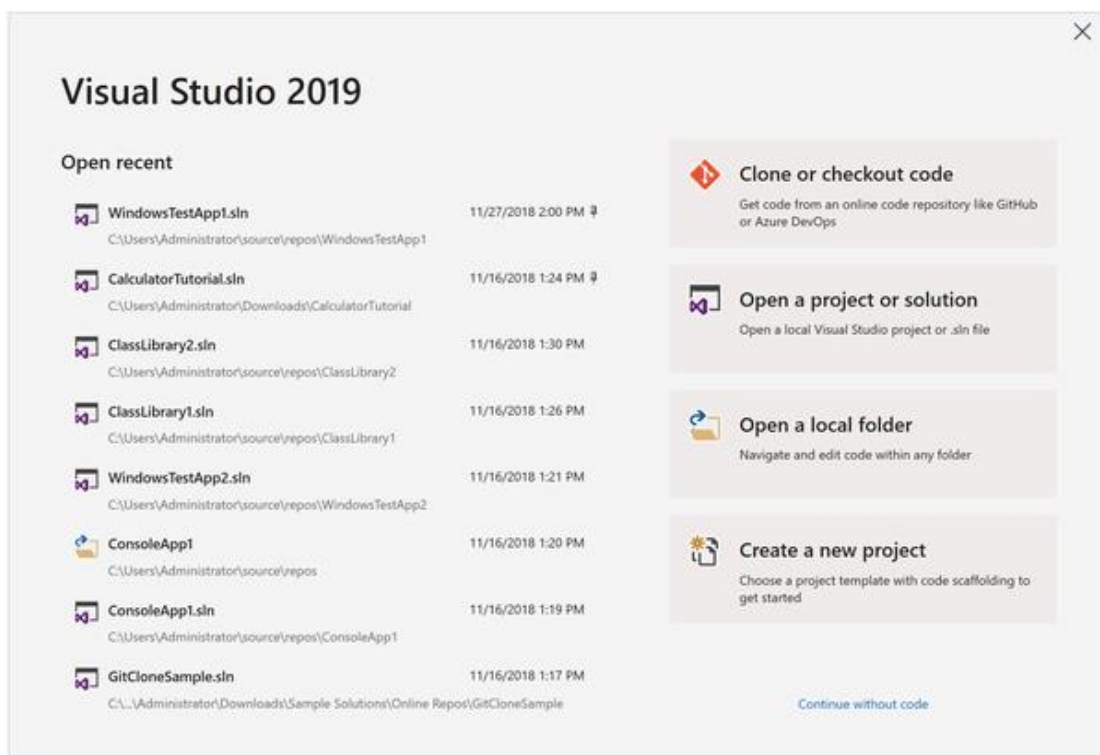 Visual Studio 2019
Open recent
WindowsTestApp1.sln 11/27/2018 2:00 PM
C:\Users\Administrator\source\repos\WindowsTestApp1
CalculatorTutorial.sln 11/16/2018 1:24 PM
C:\Users\Administrator\Downloads\CalculatorTutorial
ClassLibrary2.sln 11/16/2018 1:30 PM
C:\Users\Administrator\source\repos\ClassLibrary2
ClassLibrary1.sln 11/16/2018 1:26 PM
C:\Users\Administrator\source\repos\ClassLibrary1
WindowsTestApp2.sln 11/16/2018 1:21 PM
C:\Users\Administrator\source\repos\WindowsTestApp2
ConsoleApp1 11/16/2018 1:20 PM
C:\Users\Administrator\source\repos
ConsoleApp1.sln 11/16/2018 1:19 PM
C:\Users\Administrator\source\repos\ConsoleApp1
GitCloneSample.sln 11/16/2018 1:17 PM
C:\...\Administrator\Downloads\Sample Solutions\Online Repos\GitCloneSample
Clone or checkout code
Get code from an online code repository like GitHub
or Azure DevOps
Open a project or solution
Open a local Visual Studio project or .sln file
Open a local folder
Navigate and edit code within any folder
Create a new project
Choose a project template with code scaffolding to
get started
Continue without code